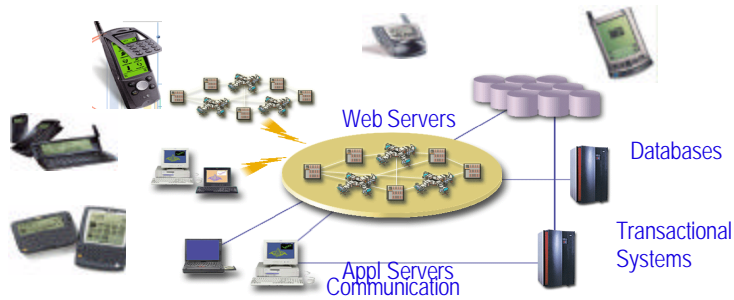 Web Servers
Databases
Transactional
Systems
Appl Servers
Communication